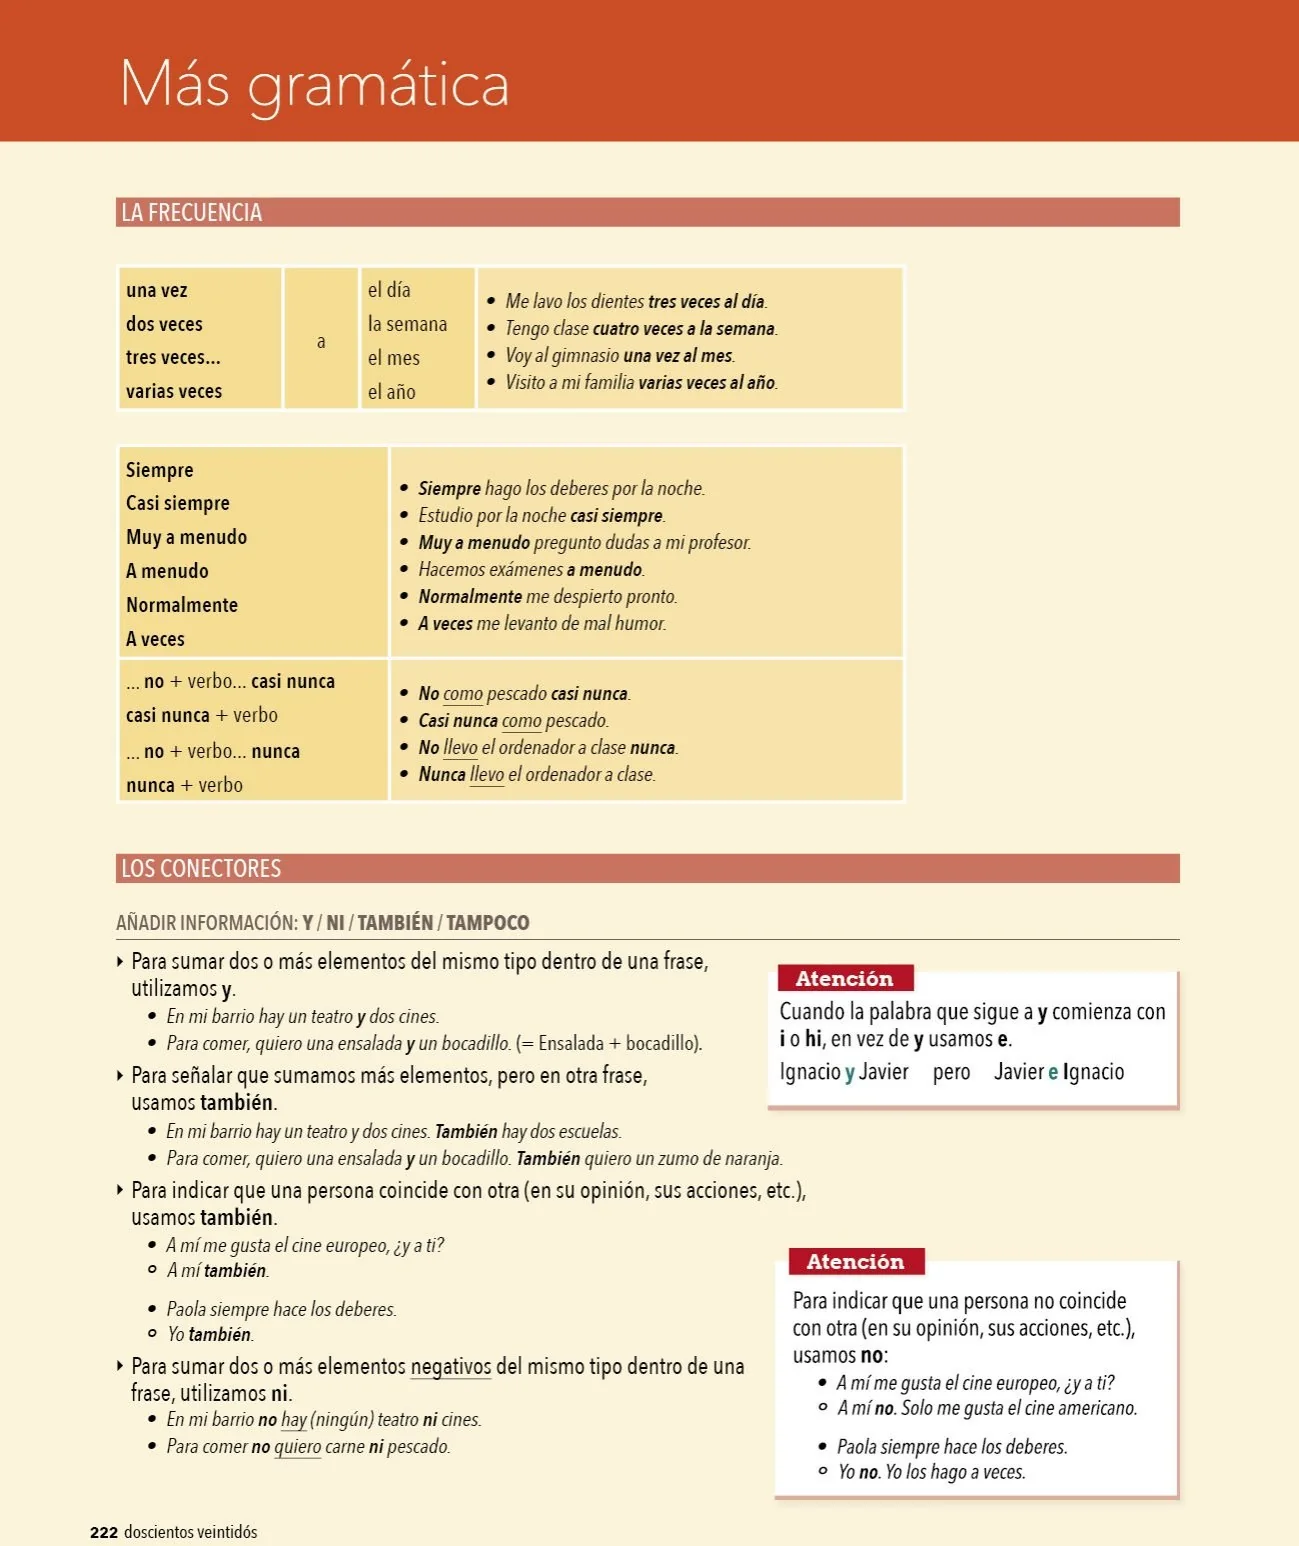 Más gramática
LA FRECUENCIA
una vez
dos veces
tres veces...
varias veces
a
el día
la semana
el mes
el año
• Me lavo los dientes tres veces al día.
• Tengo clase cuatro veces a la semana.
• Voy al gimnasio una vez al mes.
• Visito a mi familia varias veces al año.
Siempre
Casi siempre
Muy a menudo
A menudo
Normalmente
A veces
• Siempre hago los deberes por la noche.
• Estudio por la noche casi siempre.
• Muy a menudo pregunto dudas a mi profesor.
• Hacemos exámenes a menudo.
• Normalmente me despierto pronto.
• A veces me levanto de mal humor.
... no + verbo... casi nunca
casi nunca + verbo
... no + verbo... nunca
nunca + verbo
• No como pescado casi nunca.
• Casi nunca como pescado.
• No llevo el ordenador a clase nunca.
• Nunca llevo el ordenador a clase.
LOS CONECTORES
AÑADIR INFORMACIÓN: Y / NI / TAMBIÉN / TAMPOCO
‣ Para sumar dos o más elementos del mismo tipo dentro de una frase,
utilizamos y.
• En mi barrio hay un teatro y dos cines.
• Para comer, quiero una ensalada y un bocadillo. (= Ensalada + bocadillo).
‣ Para señalar que sumamos más elementos, pero en otra frase,
usamos también.
• En mi barrio hay un teatro y dos cines. También hay dos escuelas.
• Para comer, quiero una ensalada y un bocadillo. También quiero un zumo de naranja.
‣ Para indicar que una persona coincide con otra (en su opinión, sus acciones, etc.),
usamos también.
• A mí me gusta el cine europeo, ¿y a ti?
○ A mí también.
• Paola siempre hace los deberes.
○ Yo también.
‣ Para sumar dos o más elementos negativos del mismo tipo dentro de una
frase, utilizamos ni.
• En mi barrio no hay (ningún) teatro ni cines.
• Para comer no quiero carne ni pescado.
Atención
Cuando la palabra que sigue a y comienza con
i o hi, en vez de y usamos e.
Ignacio y Javier pero Javier e Ignacio
Atención
Para indicar que una persona no coincide
con otra (en su opinión, sus acciones, etc.),
usamos no:
• A mí me gusta el cine europeo, ¿y a ti?
○ A mí no. Solo me gusta el cine americano.
• Paola siempre hace los deberes.
○ Yo no. Yo los hago a veces.
222 doscientos veintidós